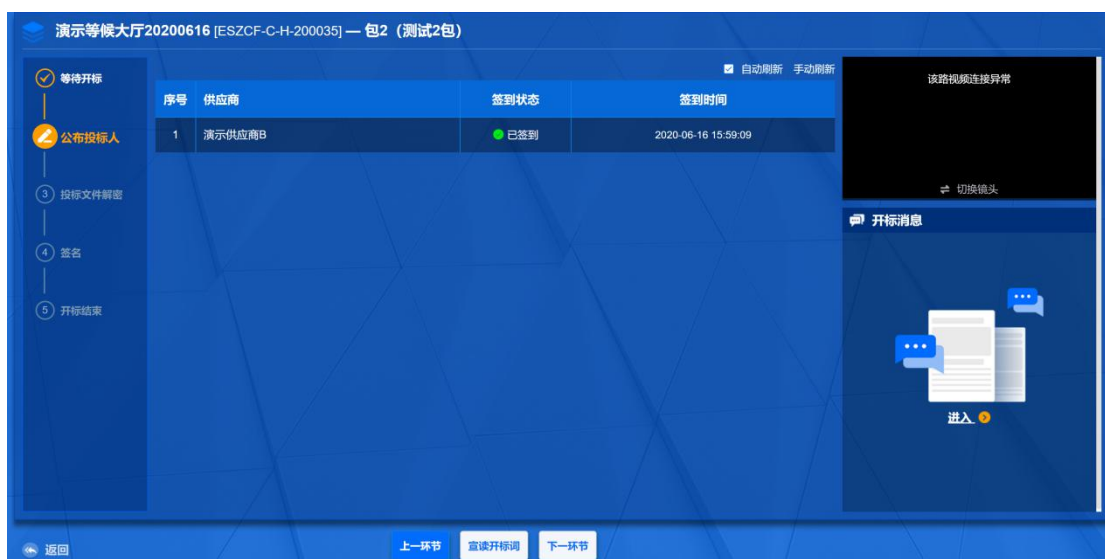 演示等候大厅20200616 [ESZCF-C-H-200035] — 包2（测试2包）
等待开标
公布投标人
3 投标文件解密
4 签名
5 开标结束
自动刷新 手动刷新
序号 供应商 签到状态 签到时间
1 演示供应商B 已签到 2020-06-16 15:59:09
该路视频连接异常
切换镜头
开标消息
进入
返回
上一环节 宣读开标词 下一环节